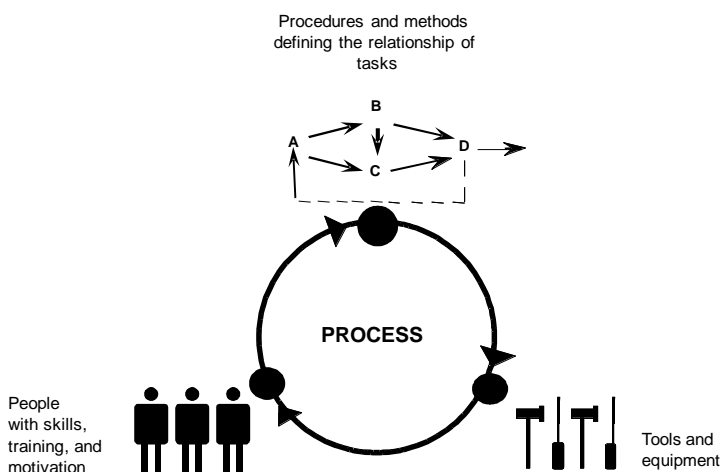 Procedures and methods
defining the relationship of
tasks
B
A
D
C
PROCESS
People
with skills,
training, and
motivation
Tools and
equipment